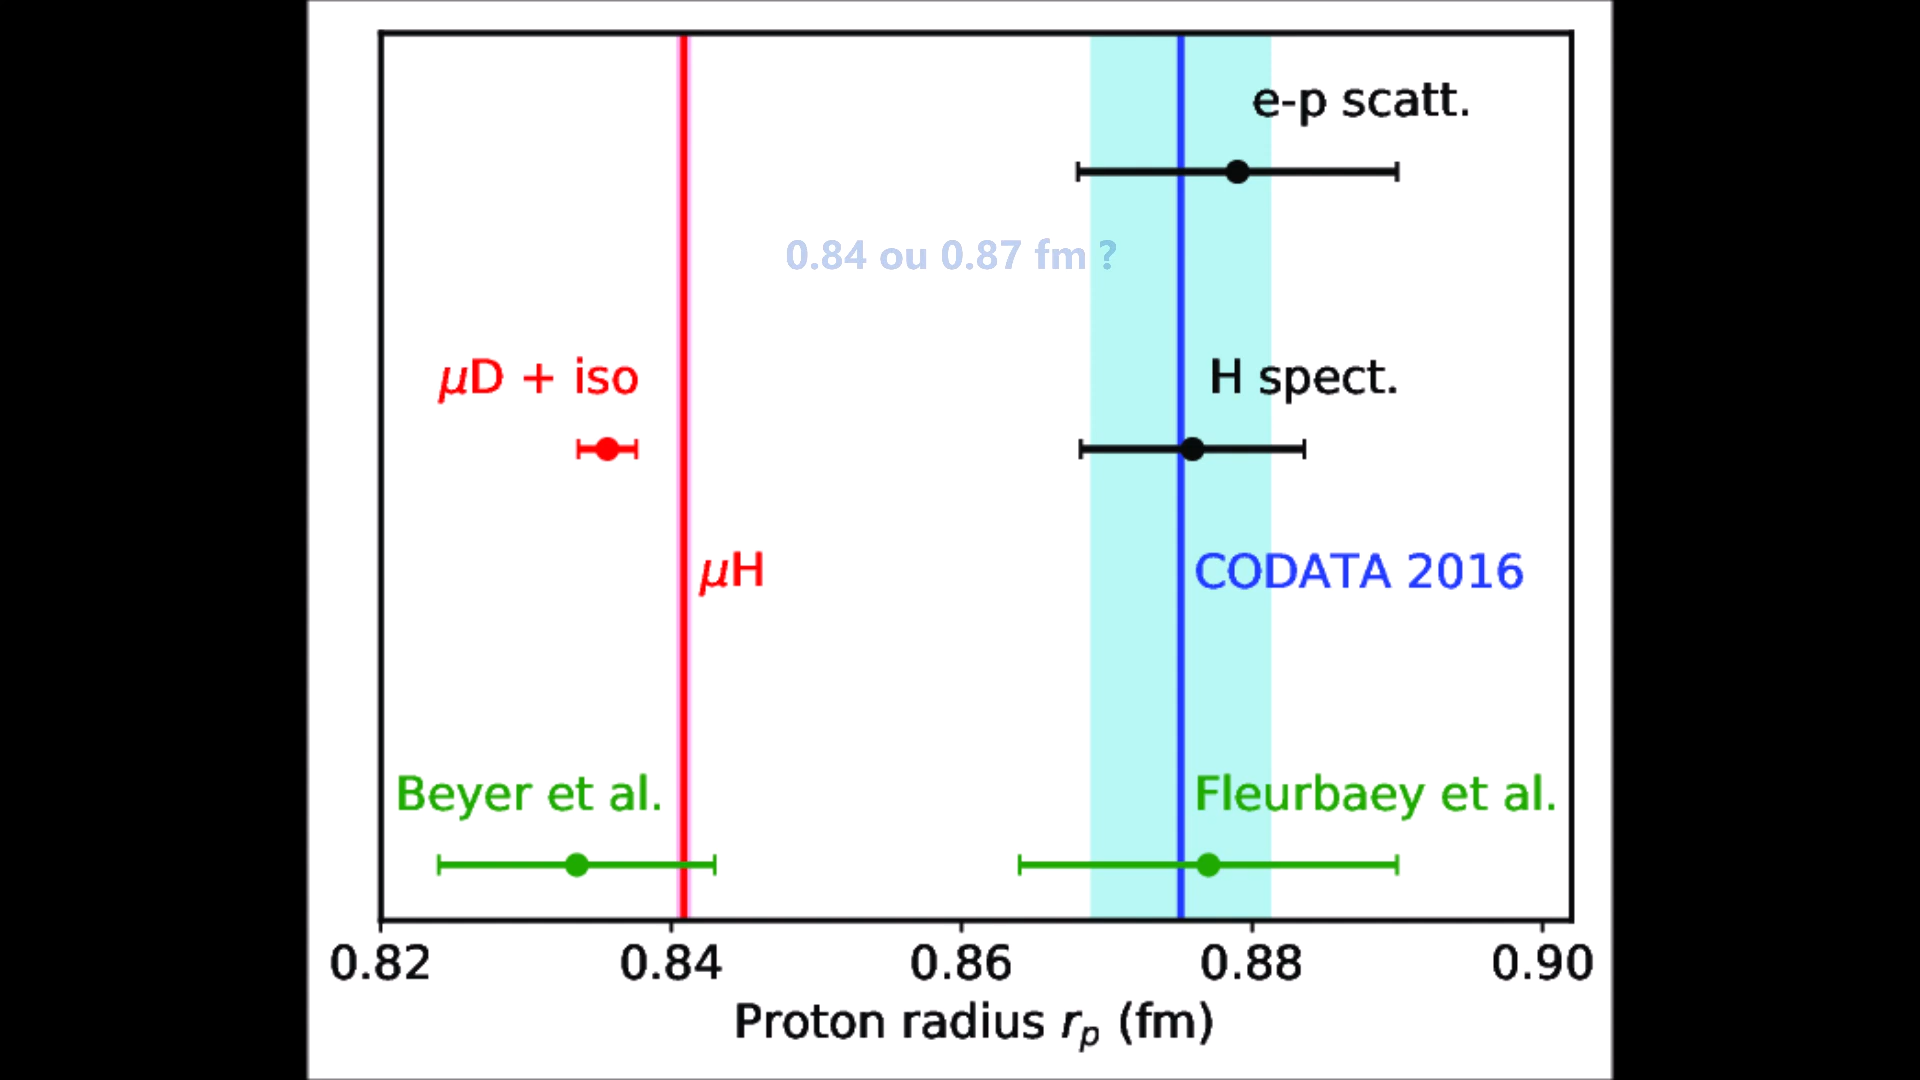 e-p scatt.
0.84 ou 0.87 fm ?
μD + iso
H spect.
μH
CODATA 2016
Beyer et al.
Fleurbaey et al.
0.82 0.84 0.86 0.88 0.90
Proton radius rₚ (fm)